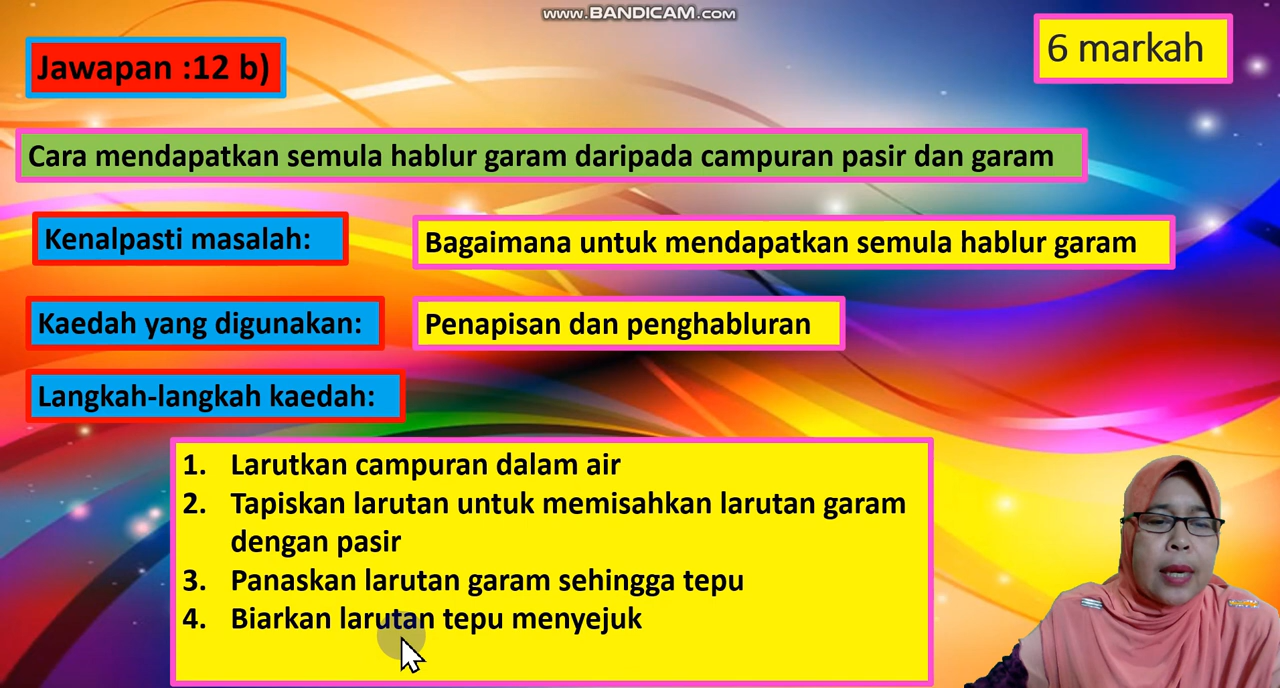 www.BANDICAM.com
6 markah
Jawapan :12 b)
Cara mendapatkan semula hablur garam daripada campuran pasir dan garam
Kenalpasti masalah:
Bagaimana untuk mendapatkan semula hablur garam
Kaedah yang digunakan:
Penapisan dan penghabluran
Langkah-langkah kaedah:
1. Larutkan campuran dalam air
2. Tapiskan larutan untuk memisahkan larutan garam
dengan pasir
3. Panaskan larutan garam sehingga tepu
4. Biarkan larutan tepu menyejuk